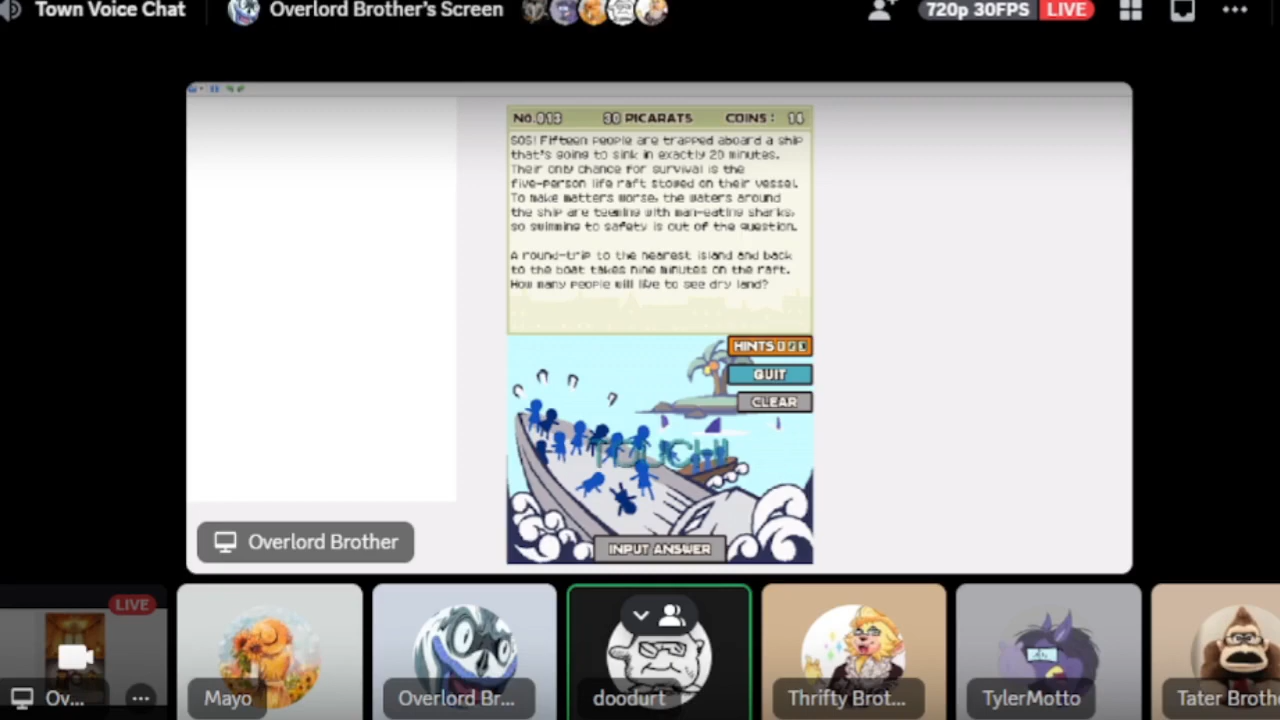 Town Voice Chat
Overlord Brother's Screen
720p 30FPS
LIVE
NO.013 30 PICARATS COINS: 14
SOS! Fifteen people are trapped aboard a ship
that's going to sink in exactly 20 minutes.
Their only chance for survival is the
five-person life raft stowed on their vessel.
To make matters worse, the waters around
the ship are teeming with man-eating sharks,
so swimming to safety is out of the question.
A round-trip to the nearest island and back
to the boat takes nine minutes on the raft.
How many people will live to see dry land?
HINTS 1 2 3
QUIT
CLEAR
TOUCH!
INPUT ANSWER
Overlord Brother
LIVE
Ov...
Mayo
Overlord Br...
doodurt
Thrifty Brot...
TylerMotto
Tater Broth